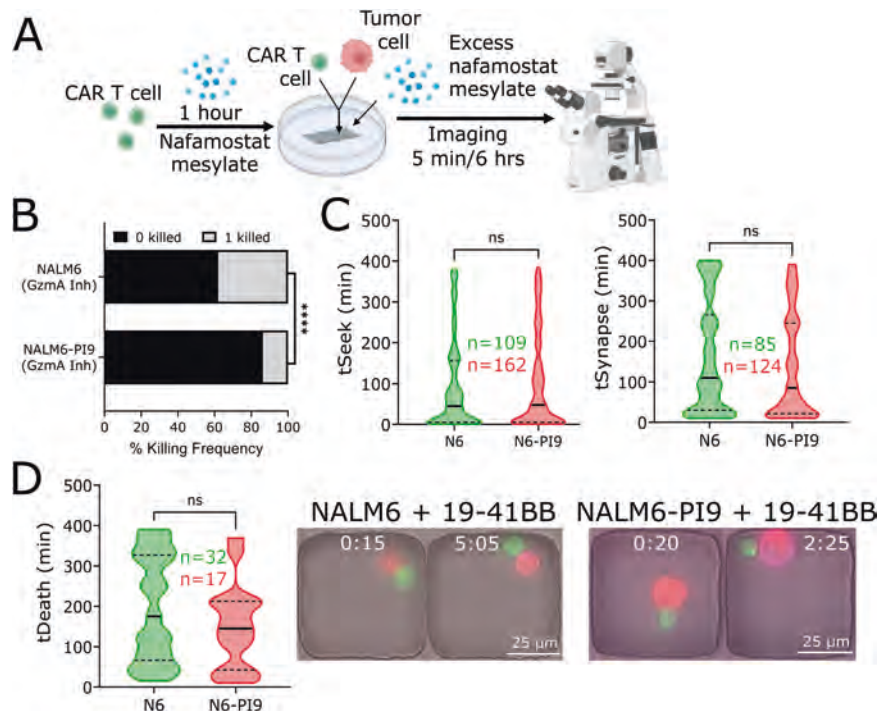 A
CAR T cell
1 hour
Nafamostat
mesylate
CAR T
cell
Tumor
cell
Excess
nafamostat
mesylate
Imaging
5 min/6 hrs
B
0 killed 1 killed
NALM6
(GzmA Inh)
NALM6-PI9
(GzmA Inh)
****
0 20 40 60 80 100
% Killing Frequency
C
tSeek (min)
500
400
300
200
100
0
ns
n=109
n=162
N6 N6-PI9
tSynapse (min)
500
400
300
200
100
0
ns
n=85
n=124
N6 N6-PI9
D
tDeath (min)
500
400
300
200
100
0
ns
n=32
n=17
N6 N6-PI9
NALM6 + 19-41BB
0:15 5:05
25 µm
NALM6-PI9 + 19-41BB
0:20 2:25
25 µm